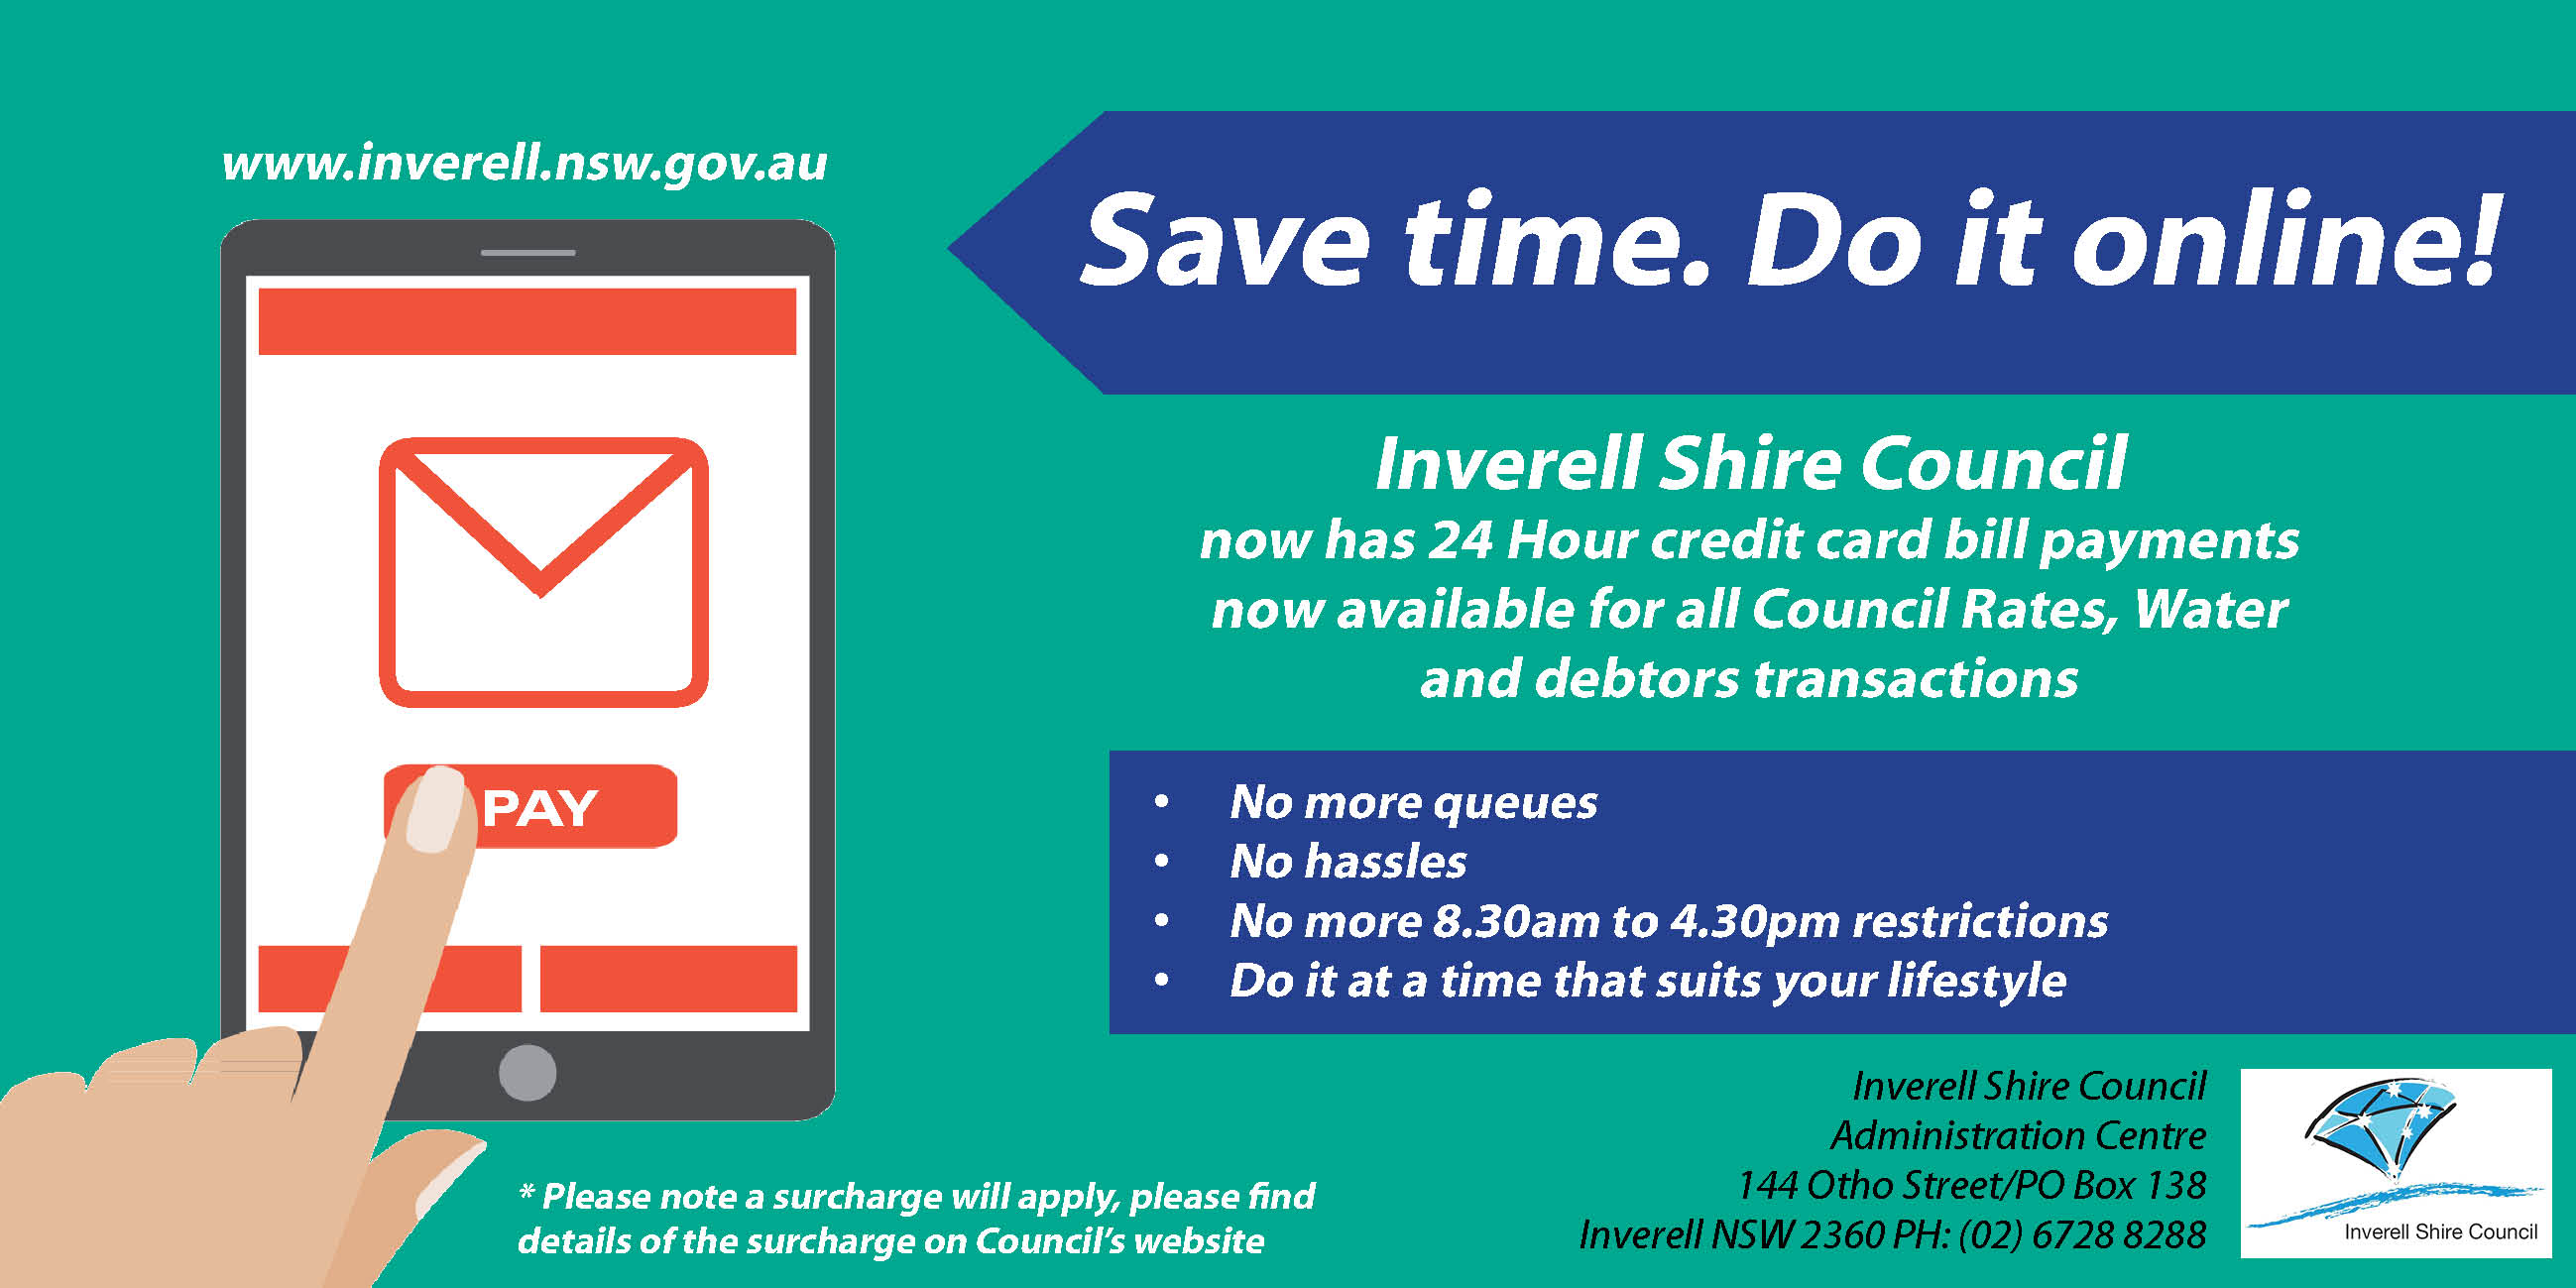 www.inverell.nsw.gov.au
Save time. Do it online!
Inverell Shire Council
now has 24 Hour credit card bill payments
now available for all Council Rates, Water
and debtors transactions
PAY
• No more queues
• No hassles
• No more 8.30am to 4.30pm restrictions
• Do it at a time that suits your lifestyle
* Please note a surcharge will apply, please find
details of the surcharge on Council's website
Inverell Shire Council
Administration Centre
144 Otho Street/PO Box 138
Inverell NSW 2360 PH: (02) 6728 8288
Inverell Shire Council